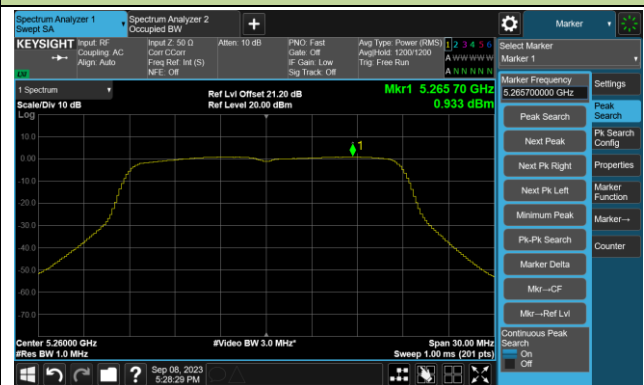 Spectrum Analyzer 1
Swept SA
Spectrum Analyzer 2
Occupied BW
Marker
KEYSIGHT
Input: RF
Coupling: AC
Align: Auto
Input Z: 50 Ω
Corr CCorr
Freq Ref: Int (S)
NFE: Off
Atten: 10 dB
PNO: Fast
Gate: Off
IF Gain: Low
Sig Track: Off
Avg Type: Power (RMS)
Avg|Hold: 1200/1200
Trig: Free Run
1 2 3 4 5 6
A W W W W W
A N N N N N
Select Marker
Marker 1
LXI
1 Spectrum
Scale/Div 10 dB
Log
Ref Lvl Offset 21.20 dB
Ref Level 20.00 dBm
Mkr1 5.265 70 GHz
0.933 dBm
10.0
0.00
-10.0
-20.0
-30.0
-40.0
-50.0
-60.0
-70.0
1
Center 5.26000 GHz
#Res BW 1.0 MHz
#Video BW 3.0 MHz*
Span 30.00 MHz
Sweep 1.00 ms (201 pts)
Marker Frequency
5.265700000 GHz
Peak Search
Next Peak
Next Pk Right
Next Pk Left
Minimum Peak
Pk-Pk Search
Marker Delta
Mkr→CF
Mkr→Ref Lvl
Continuous Peak
Search
On
Off
Settings
Peak
Search
Pk Search
Config
Properties
Marker
Function
Marker→
Counter
?
Sep 08, 2023
5:28:29 PM